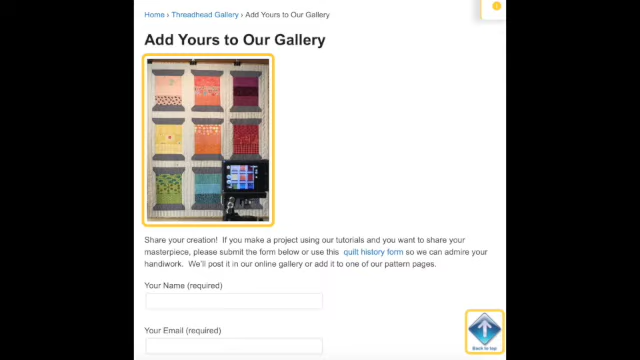 Home › Threadhead Gallery › Add Yours to Our Gallery
Add Yours to Our Gallery
Share your creation! If you make a project using our tutorials and you want to share your
masterpiece, please submit the form below or use this quilt history form so we can admire your
handiwork. We'll post it in our online gallery or add it to one of our pattern pages.
Your Name (required)
Your Email (required)
Back to top